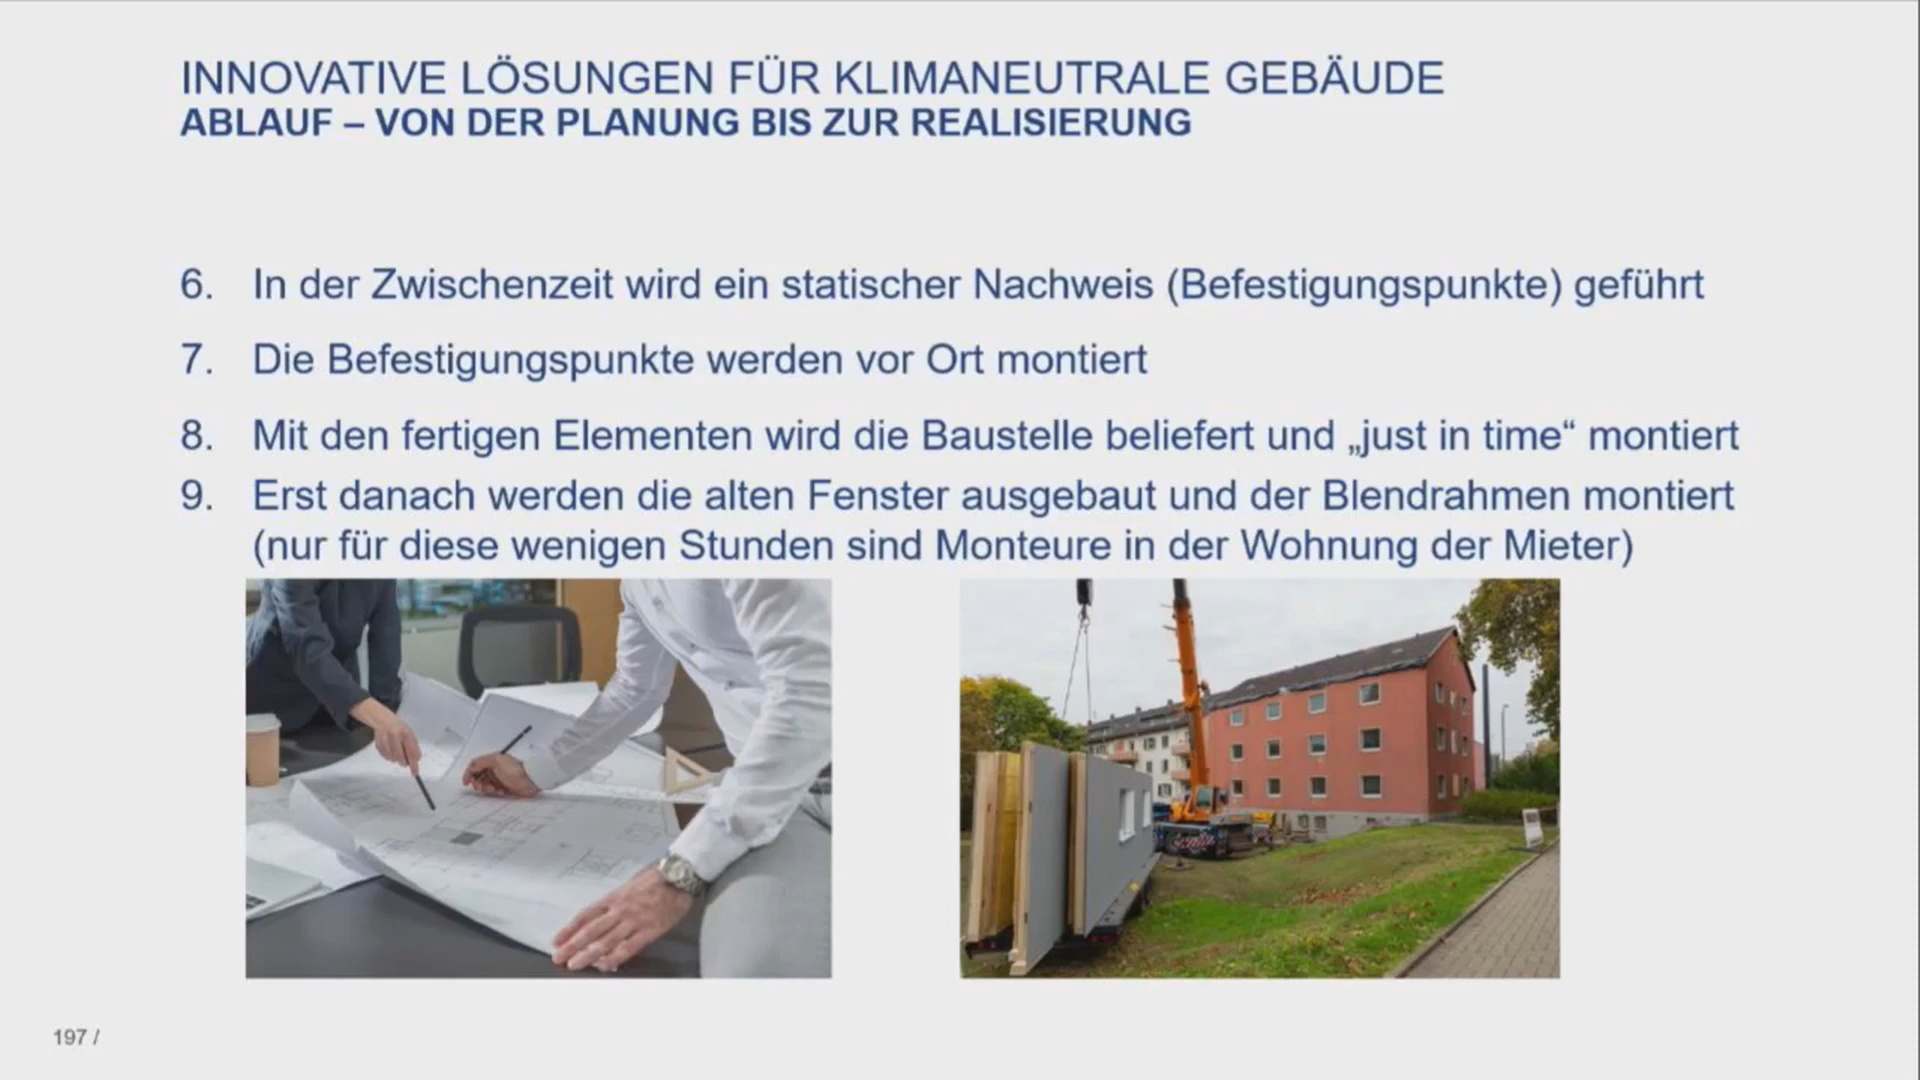 INNOVATIVE LÖSUNGEN FÜR KLIMANEUTRALE GEBÄUDE
ABLAUF – VON DER PLANUNG BIS ZUR REALISIERUNG
6. In der Zwischenzeit wird ein statischer Nachweis (Befestigungspunkte) geführt
7. Die Befestigungspunkte werden vor Ort montiert
8. Mit den fertigen Elementen wird die Baustelle beliefert und „just in time“ montiert
9. Erst danach werden die alten Fenster ausgebaut und der Blendrahmen montiert
(nur für diese wenigen Stunden sind Monteure in der Wohnung der Mieter)
197 /